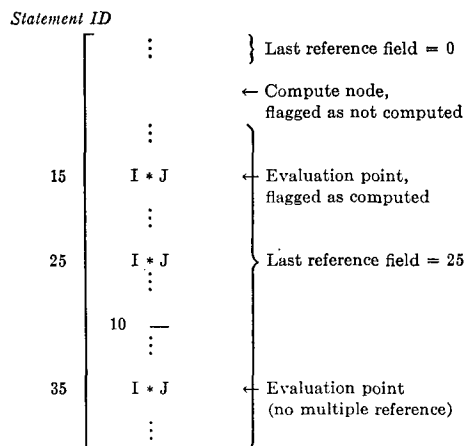 Statement ID
⋮ } Last reference field = 0
← Compute node,
flagged as not computed
⋮
15 I * J ← Evaluation point,
flagged as computed
⋮
25 I * J Last reference field = 25
⋮
10 —
⋮
35 I * J ← Evaluation point
(no multiple reference)
⋮